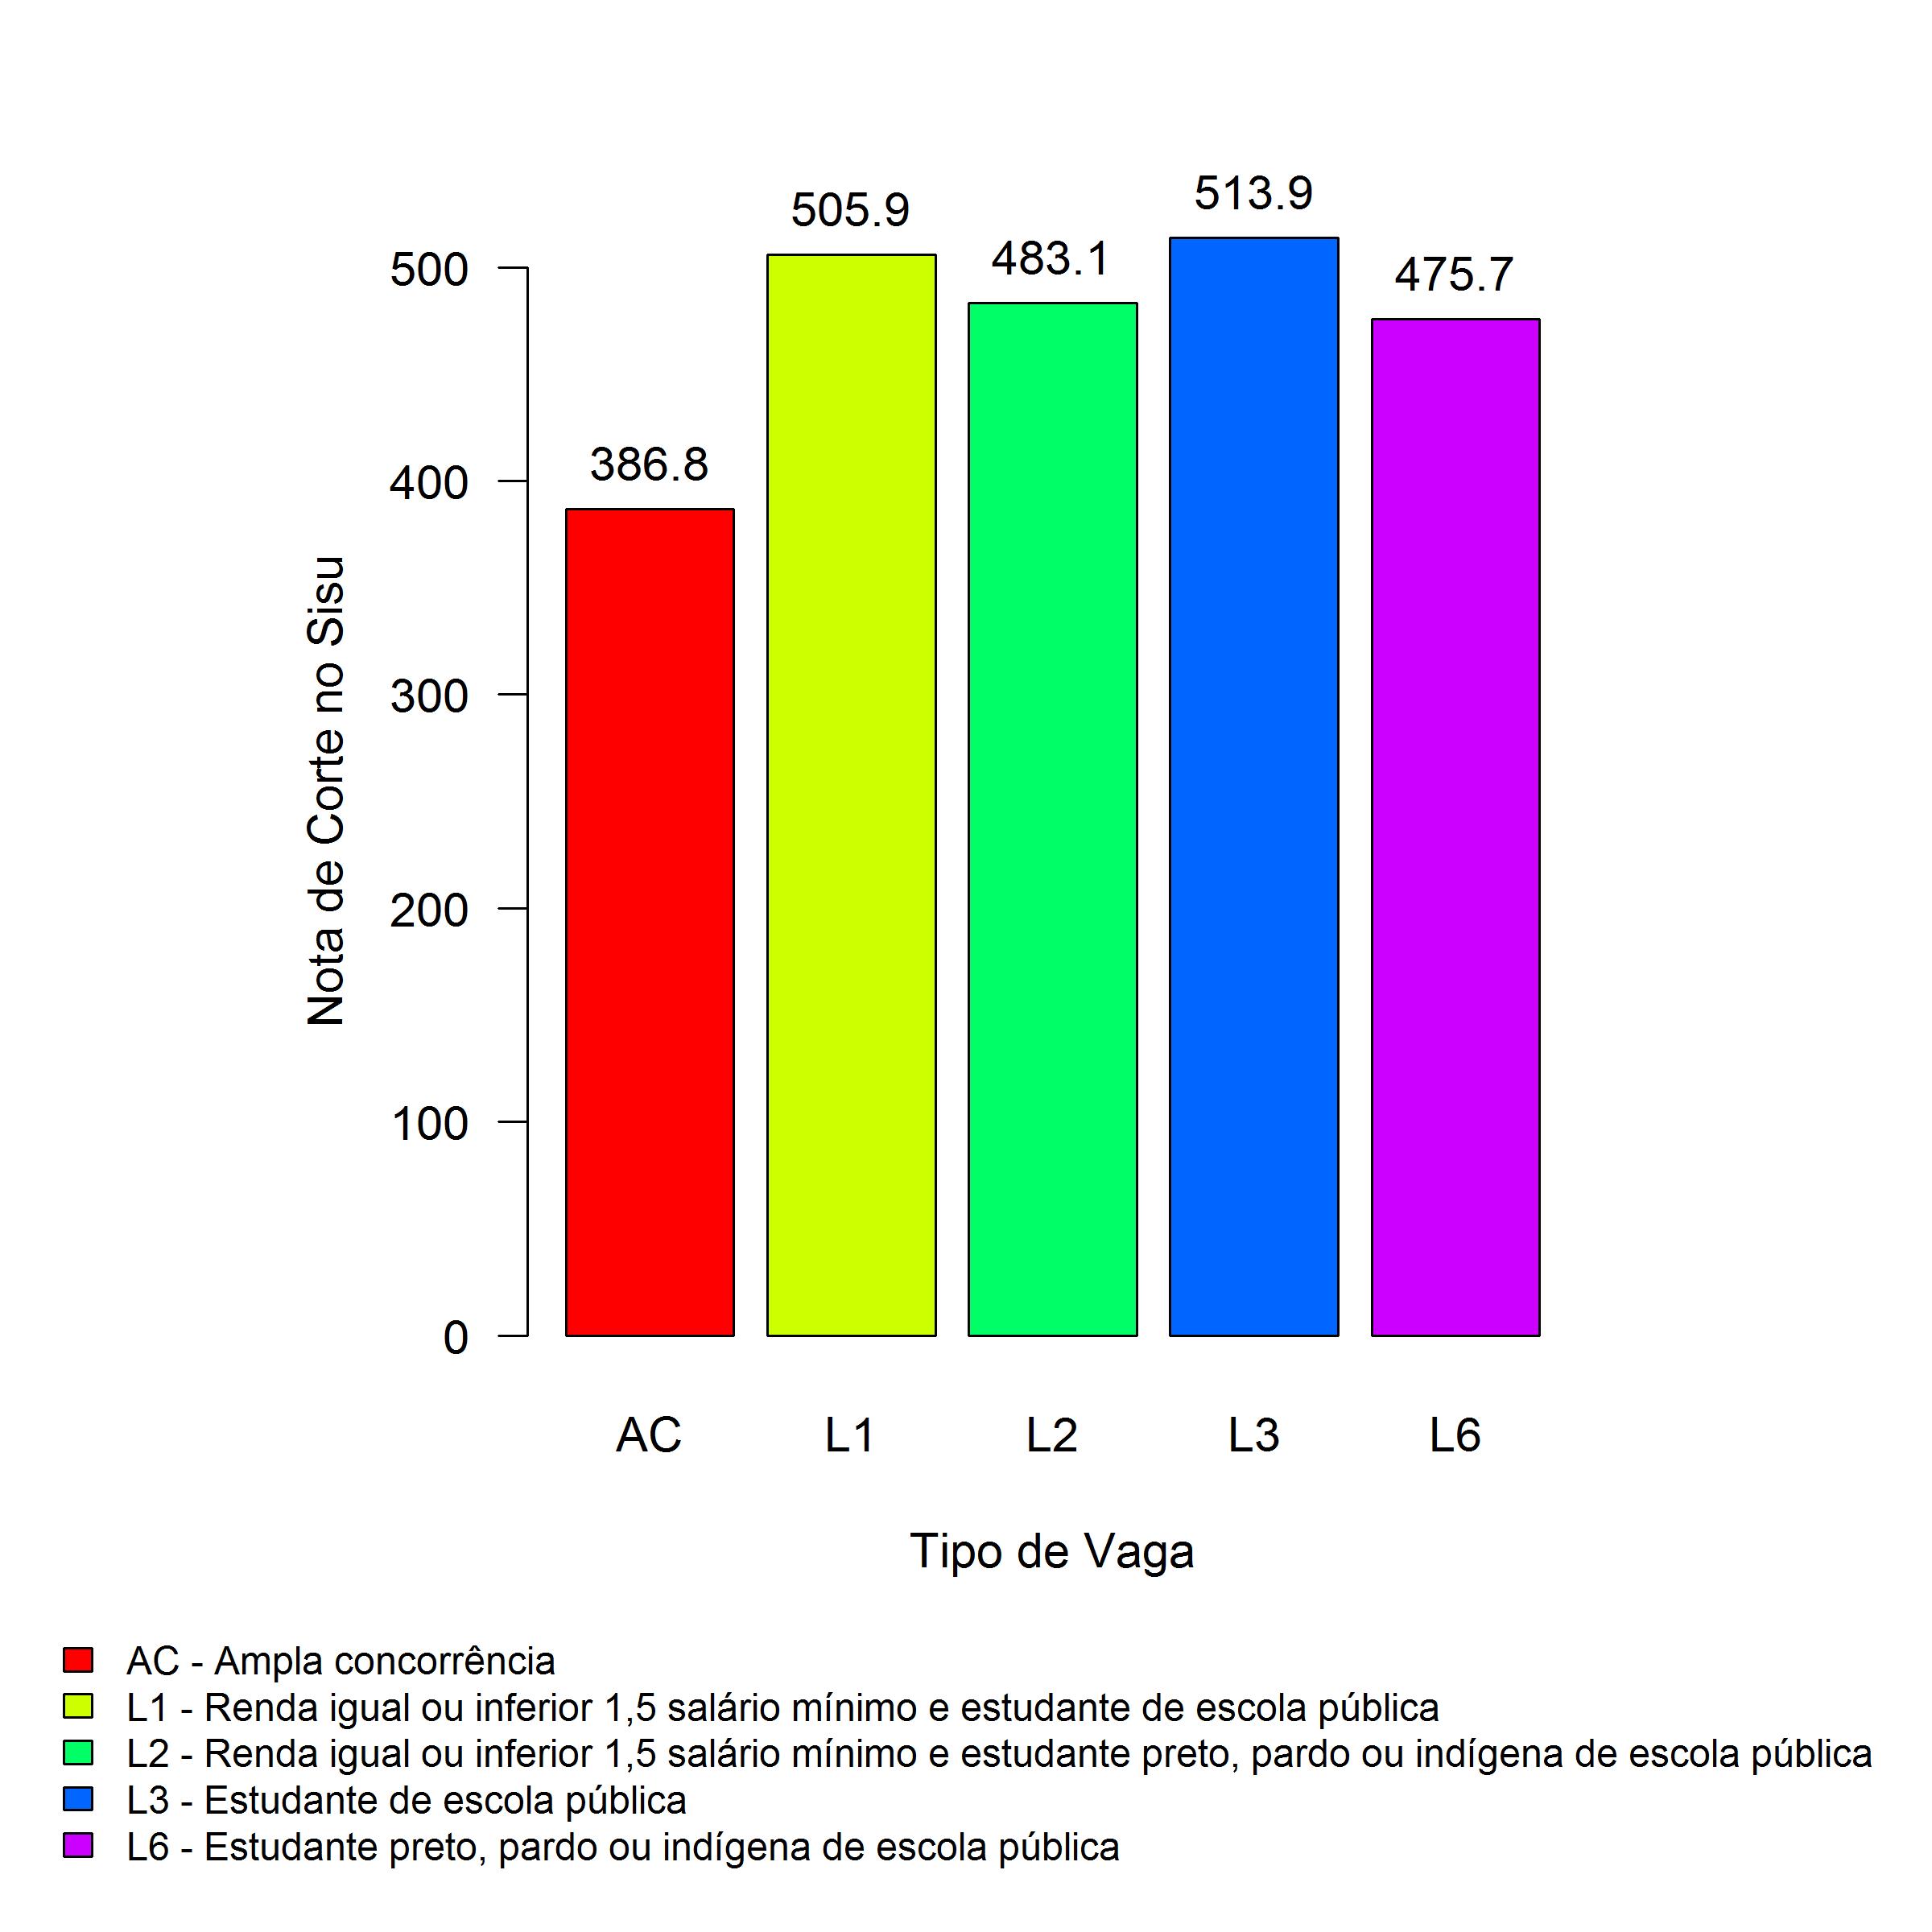 513.9
505.9
483.1
475.7
386.8
500
400
300
200
100
0
Nota de Corte no Sisu
AC L1 L2 L3 L6
Tipo de Vaga
AC - Ampla concorrência
L1 - Renda igual ou inferior 1,5 salário mínimo e estudante de escola pública
L2 - Renda igual ou inferior 1,5 salário mínimo e estudante preto, pardo ou indígena de escola pública
L3 - Estudante de escola pública
L6 - Estudante preto, pardo ou indígena de escola pública